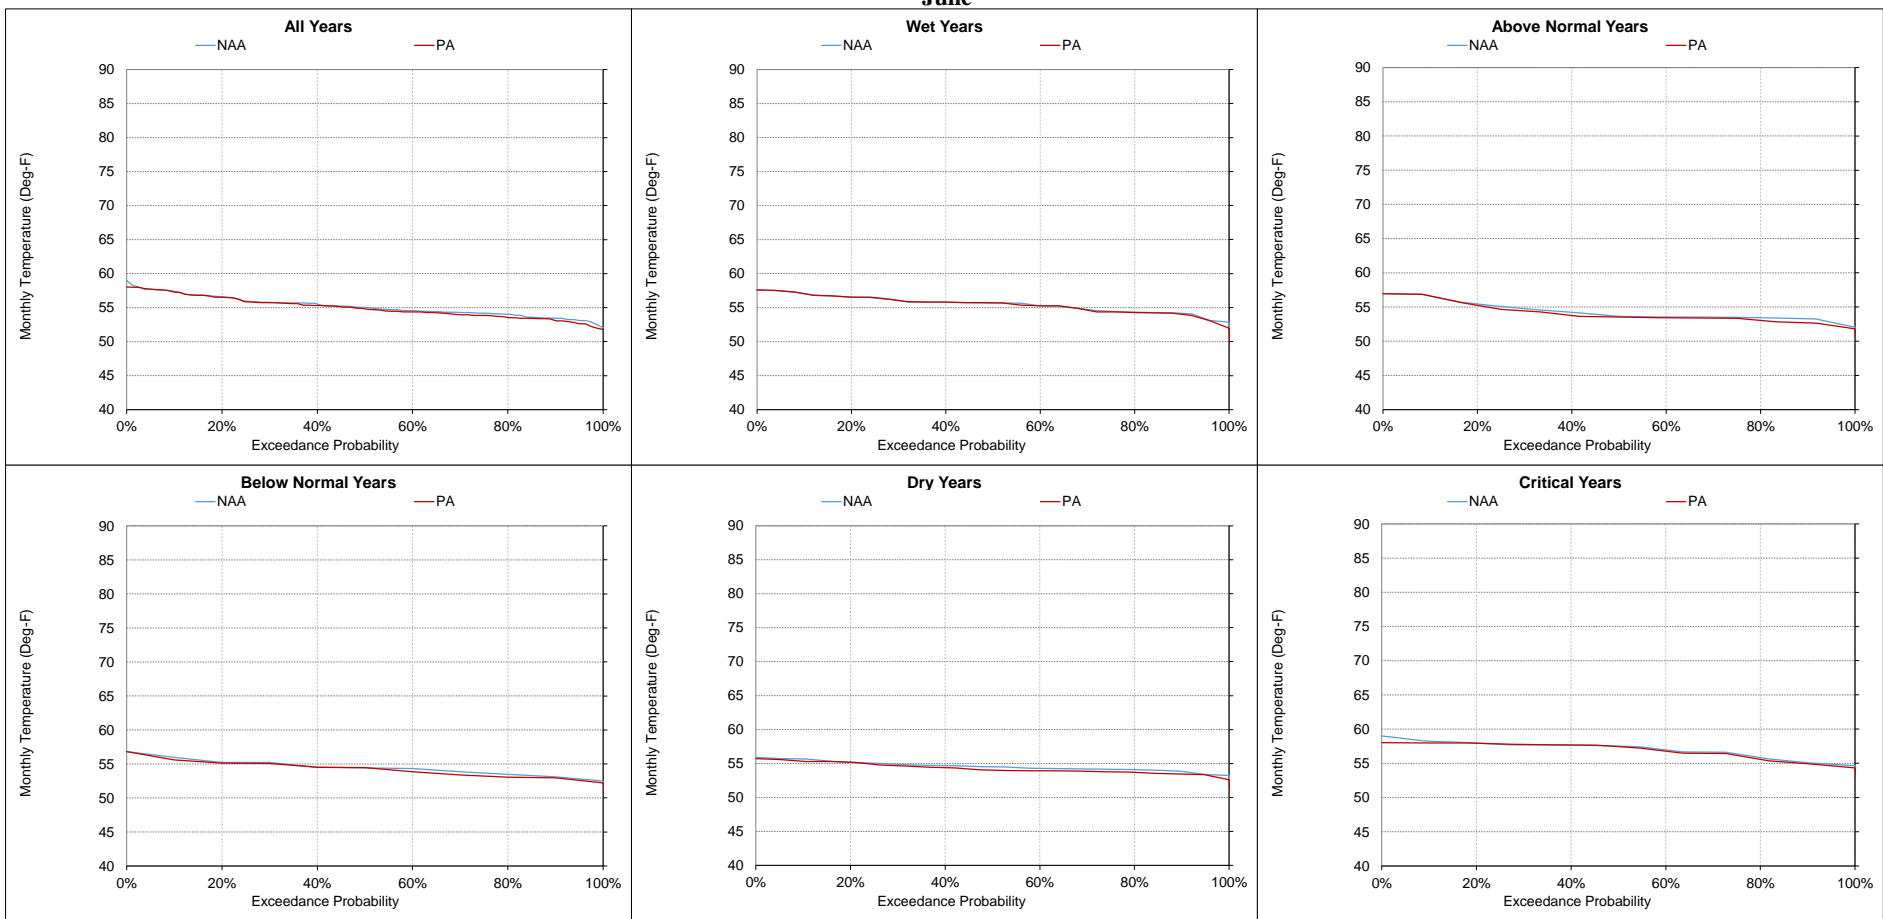 June
All Years
NAA PA
Monthly Temperature (Deg-F)
90
85
80
75
70
65
60
55
50
45
40
0% 20% 40% 60% 80% 100%
Exceedance Probability
Wet Years
NAA PA
Monthly Temperature (Deg-F)
90
85
80
75
70
65
60
55
50
45
40
0% 20% 40% 60% 80% 100%
Exceedance Probability
Above Normal Years
NAA PA
Monthly Temperature (Deg-F)
90
85
80
75
70
65
60
55
50
45
40
0% 20% 40% 60% 80% 100%
Exceedance Probability
Below Normal Years
NAA PA
Monthly Temperature (Deg-F)
90
85
80
75
70
65
60
55
50
45
40
0% 20% 40% 60% 80% 100%
Exceedance Probability
Dry Years
NAA PA
Monthly Temperature (Deg-F)
90
85
80
75
70
65
60
55
50
45
40
0% 20% 40% 60% 80% 100%
Exceedance Probability
Critical Years
NAA PA
Monthly Temperature (Deg-F)
90
85
80
75
70
65
60
55
50
45
40
0% 20% 40% 60% 80% 100%
Exceedance Probability